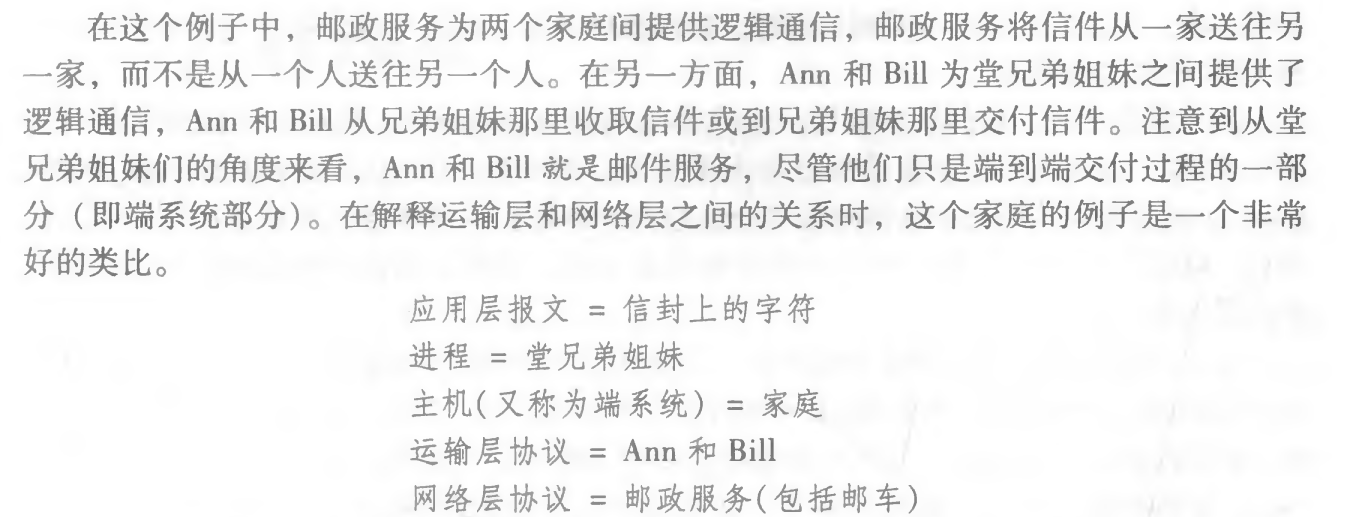 在这个例子中，邮政服务为两个家庭间提供逻辑通信，邮政服务将信件从一家送往另
一家，而不是从一个人送往另一个人。在另一方面，Ann 和 Bill 为堂兄弟姐妹之间提供了
逻辑通信，Ann 和 Bill 从兄弟姐妹那里收取信件或到兄弟姐妹那里交付信件。注意到从堂
兄弟姐妹们的角度来看，Ann 和 Bill 就是邮件服务，尽管他们只是端到端交付过程的一部
分（即端系统部分）。在解释运输层和网络层之间的关系时，这个家庭的例子是一个非常
好的类比。
应用层报文 = 信封上的字符
进程 = 堂兄弟姐妹
主机(又称为端系统) = 家庭
运输层协议 = Ann 和 Bill
网络层协议 = 邮政服务(包括邮车)